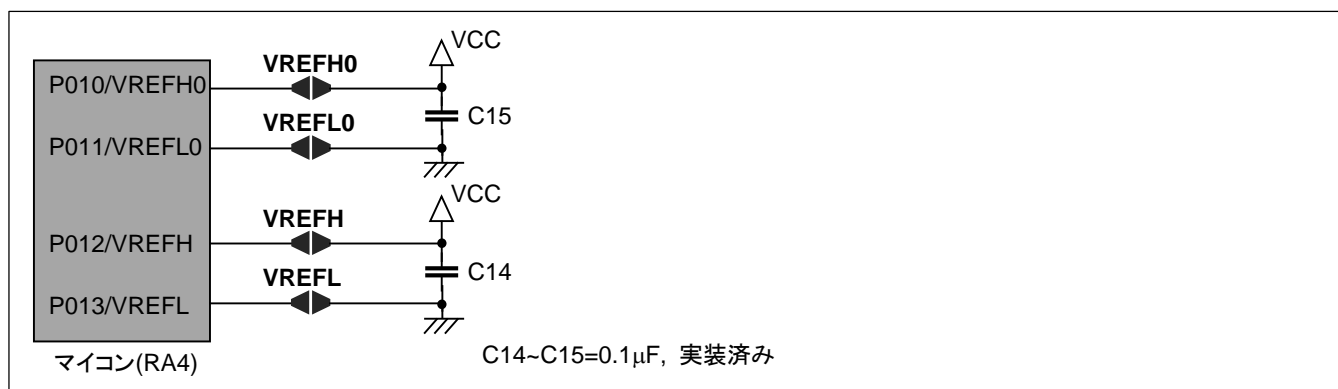 VCC
VREFH0
P010/VREFH0
C15
VREFL0
P011/VREFL0
VCC
VREFH
P012/VREFH
C14
VREFL
P013/VREFL
マイコン(RA4)
C14~C15=0.1μF, 実装済み